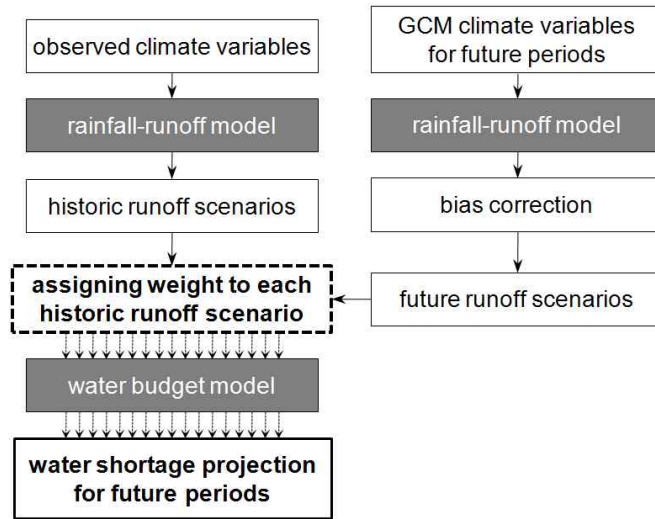 observed climate variables
rainfall-runoff model
historic runoff scenarios
assigning weight to each
historic runoff scenario
water budget model
water shortage projection
for future periods
GCM climate variables
for future periods
rainfall-runoff model
bias correction
future runoff scenarios